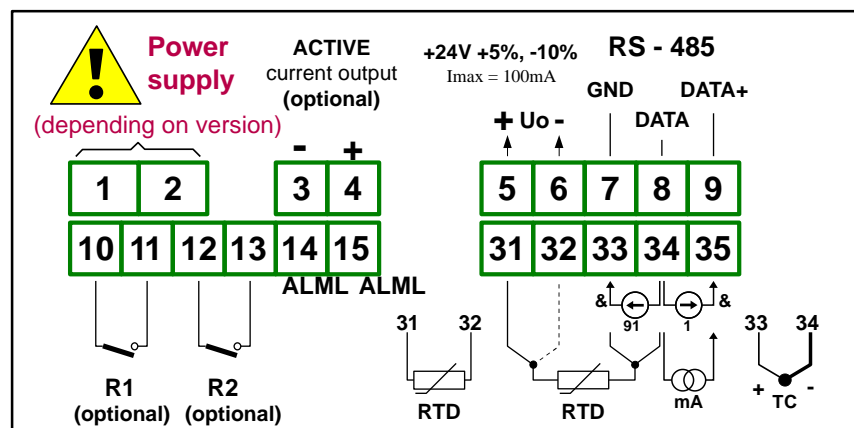 !
Power
supply
(depending on version)
ACTIVE
current output
(optional)
- +
+24V +5%, -10%
Imax = 100mA
+ Uo -
RS - 485
GND DATA+
DATA
1 2 3 4 5 6 7 8 9
10 11 12 13 14 15 31 32 33 34 35
ALML ALML
& 91 1 &
31 32
33 34
R1
(optional)
R2
(optional)
RTD
RTD
mA
+ TC -